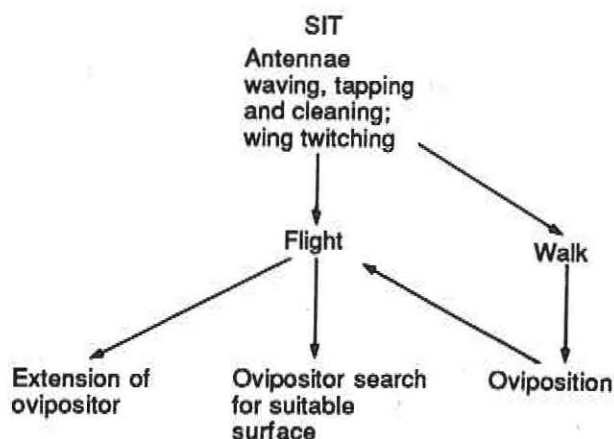 SIT
Antennae
waving, tapping
and cleaning;
wing twitching
Flight
Walk
Extension of
ovipositor
Ovipositor search
for suitable
surface
Oviposition